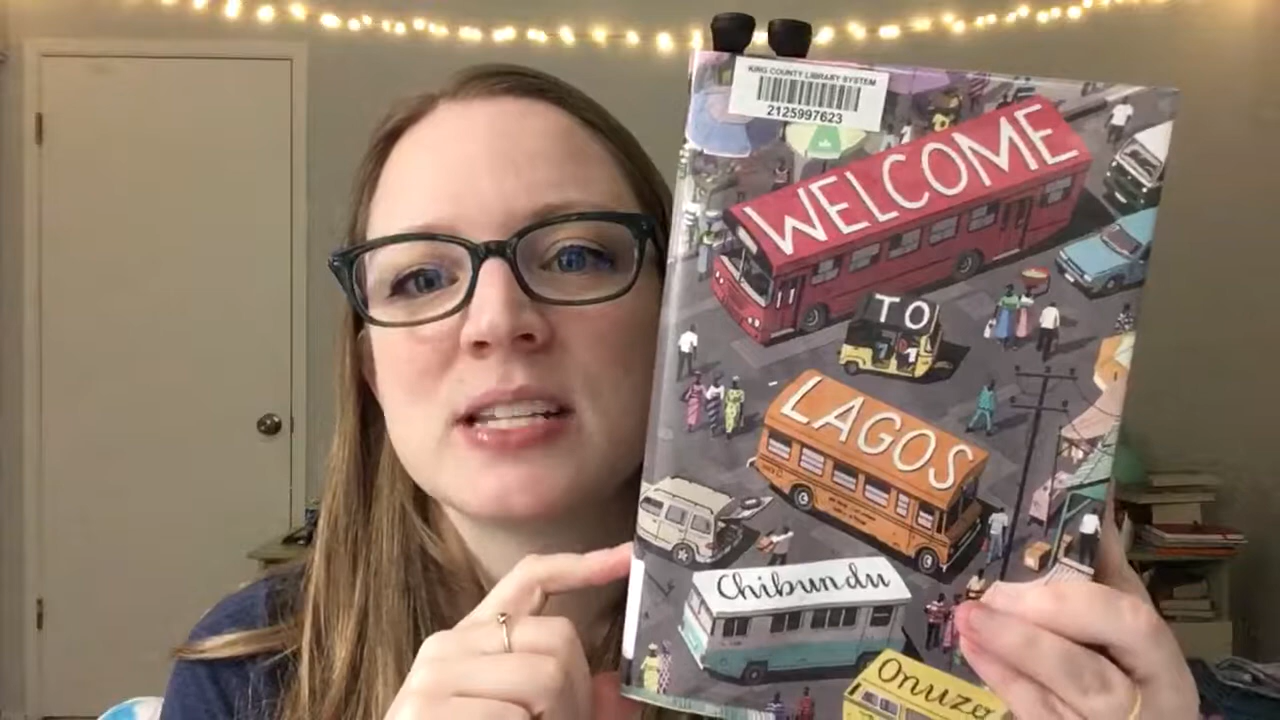 KING COUNTY LIBRARY SYSTEM
2125997623
WELCOME
TO
LAGOS
Chibundu
Onuzo